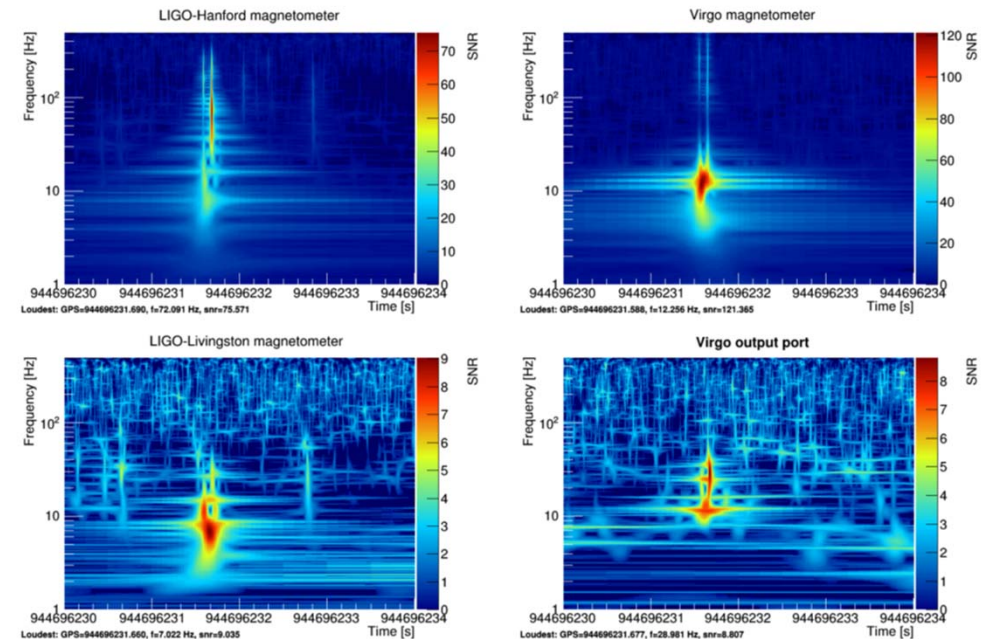 LIGO-Hanford magnetometer
Frequency [Hz]
10²
10
1
944696230 944696231 944696232 944696233 944696234
Time [s]
Loudest: GPS=944696231.690, f=72.091 Hz, snr=75.571
SNR
70
60
50
40
30
20
10
0
Virgo magnetometer
Frequency [Hz]
10²
10
1
944696230 944696231 944696232 944696233 944696234
Time [s]
Loudest: GPS=944696231.588, f=12.256 Hz, snr=121.365
SNR
120
100
80
60
40
20
0
LIGO-Livingston magnetometer
Frequency [Hz]
10²
10
1
944696230 944696231 944696232 944696233 944696234
Time [s]
Loudest: GPS=944696231.660, f=7.022 Hz, snr=9.035
SNR
9
8
7
6
5
4
3
2
1
0
Virgo output port
Frequency [Hz]
10²
10
1
944696230 944696231 944696232 944696233 944696234
Time [s]
Loudest: GPS=944696231.677, f=28.981 Hz, snr=8.807
SNR
8
7
6
5
4
3
2
1
0